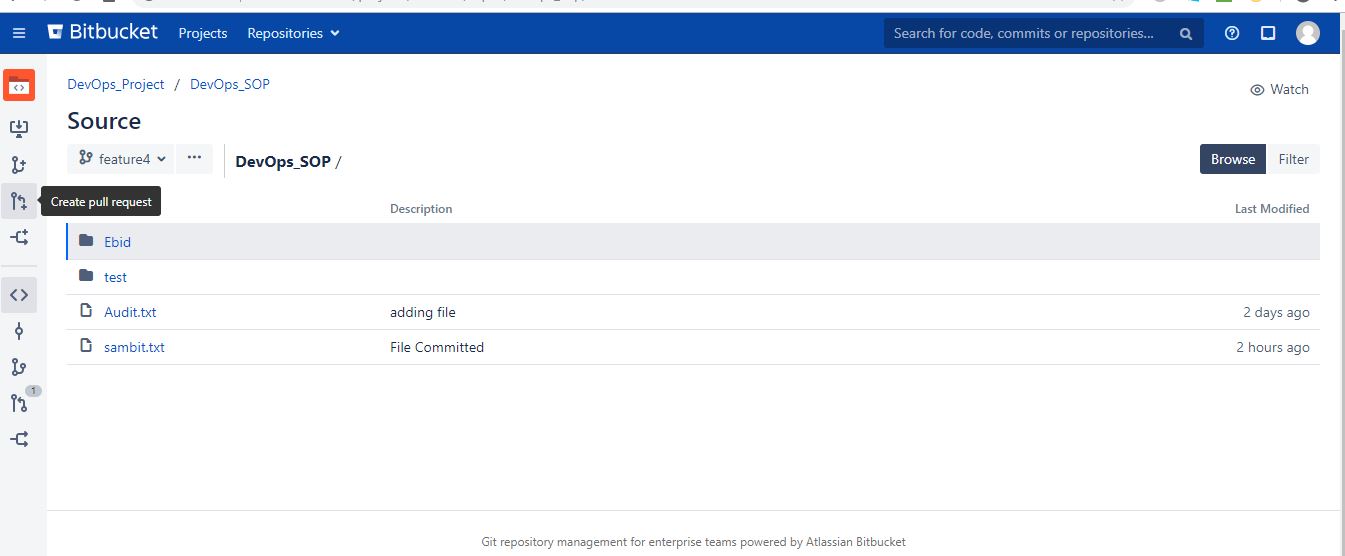 Bitbucket Projects Repositories Search for code, commits or repositories...
DevOps_Project / DevOps_SOP
Watch
Source
feature4 ... DevOps_SOP / Browse Filter
Create pull request
Description Last Modified
Ebid
test
Audit.txt adding file 2 days ago
sambit.txt File Committed 2 hours ago
1
Git repository management for enterprise teams powered by Atlassian Bitbucket